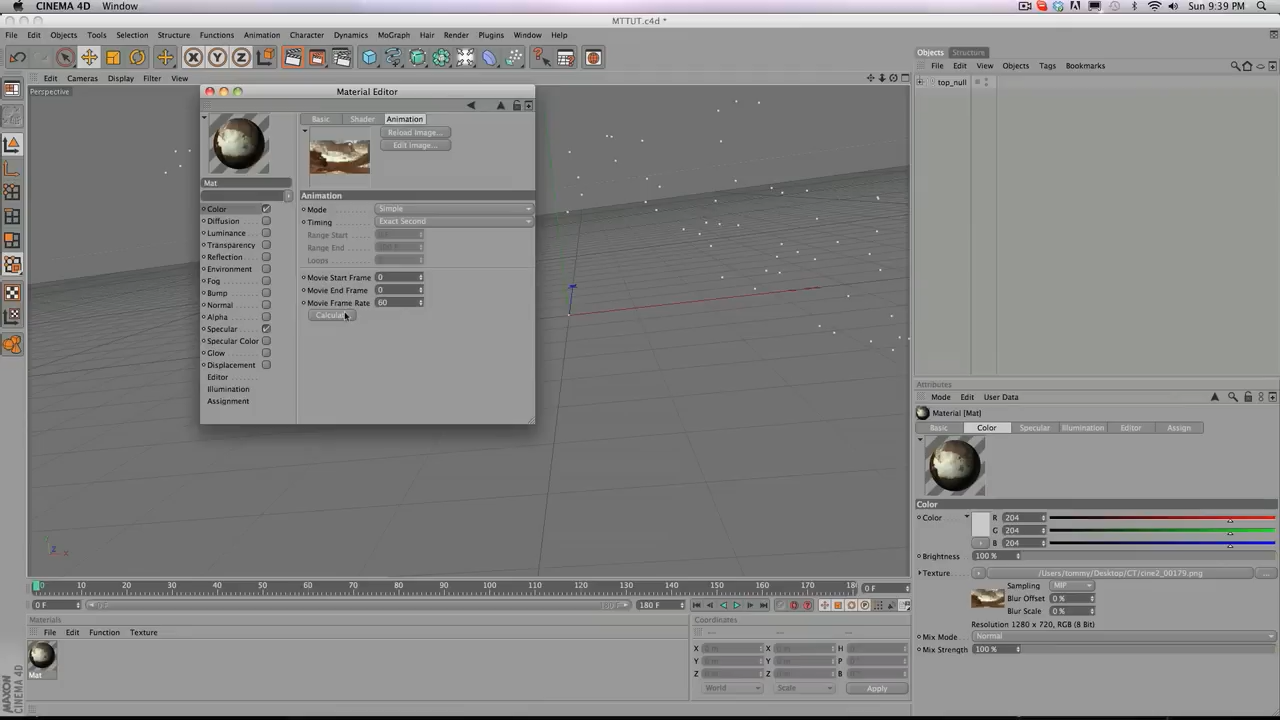 CINEMA 4D Window
Sun 9:39 PM
MTTUT.c4d *
File Edit Objects Tools Selection Structure Functions Animation Character Dynamics MoGraph Hair Render Plugins Window Help
X Y Z
Edit Cameras Display Filter View
Perspective
Material Editor
Basic Shader Animation
Reload Image...
Edit Image...
Mat
Animation
Mode Simple
Timing Exact Second
Range Start
Range End
Loops
Movie Start Frame 0
Movie End Frame 0
Movie Frame Rate 60
Calculate
Color
Diffusion
Luminance
Transparency
Reflection
Environment
Fog
Bump
Normal
Alpha
Specular
Specular Color
Glow
Displacement
Editor
Illumination
Assignment
Objects Structure
File Edit View Objects Tags Bookmarks
top_null
Attributes
Mode Edit User Data
Material [Mat]
Basic Color Specular Illumination Editor Assign
Color
Color R 204
G 204
B 204
Brightness 100 %
Texture /Users/tommy/Desktop/CT/cine2_00179.png ...
Sampling MIP
Blur Offset 0 %
Blur Scale 0 %
Resolution 1280 x 720, RGB (8 Bit)
Mix Mode Normal
Mix Strength 100 %
0 10 20 30 40 50 60 70 80 90 100 110 120 130 140 150 160 170 18 0 F
0 F 180 F
Materials
File Edit Function Texture
Mat
Coordinates
X 0 m X 0 m H
Y 0 m Y 0 m P
Z 0 m Z 0 m B
World Scale Apply
MAXON
CINEMA 4D